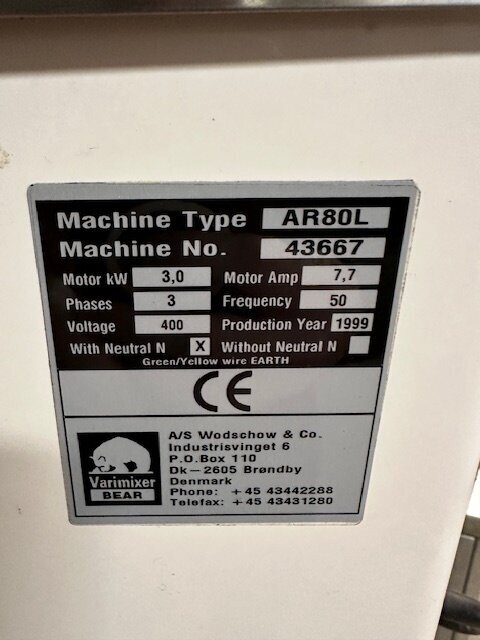 Machine Type AR80L
Machine No. 43667
Motor kW 3,0 Motor Amp 7,7
Phases 3 Frequency 50
Voltage 400 Production Year 1999
With Neutral N X Without Neutral N
Green/Yellow wire EARTH
CE
Varimixer
BEAR
A/S Wodschow & Co.
Industrisvinget 6
P.O.Box 110
Dk-2605 Brøndby
Denmark
Phone: +45 43442288
Telefax: +45 43431280